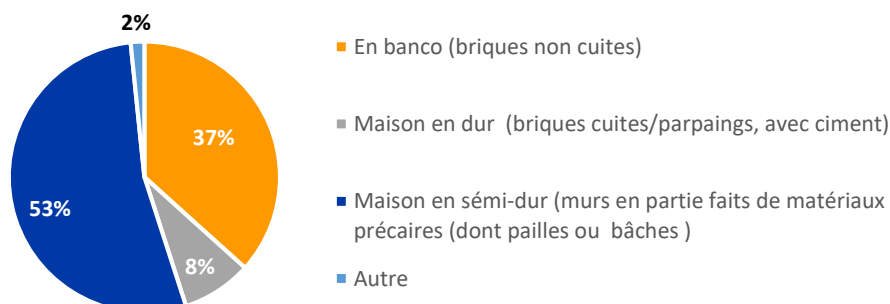 2%
37%
53%
8%
En banco (briques non cuites)
Maison en dur  (briques cuites/parpaings, avec ciment)
Maison en sémi-dur (murs en partie faits de matériaux
précaires (dont pailles ou  bâches )
Autre